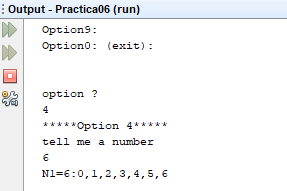 Output - Practica06 (run)
Option9:
Option0: (exit):
option ?
4
*****Option 4*****
tell me a number
6
N1=6:0,1,2,3,4,5,6